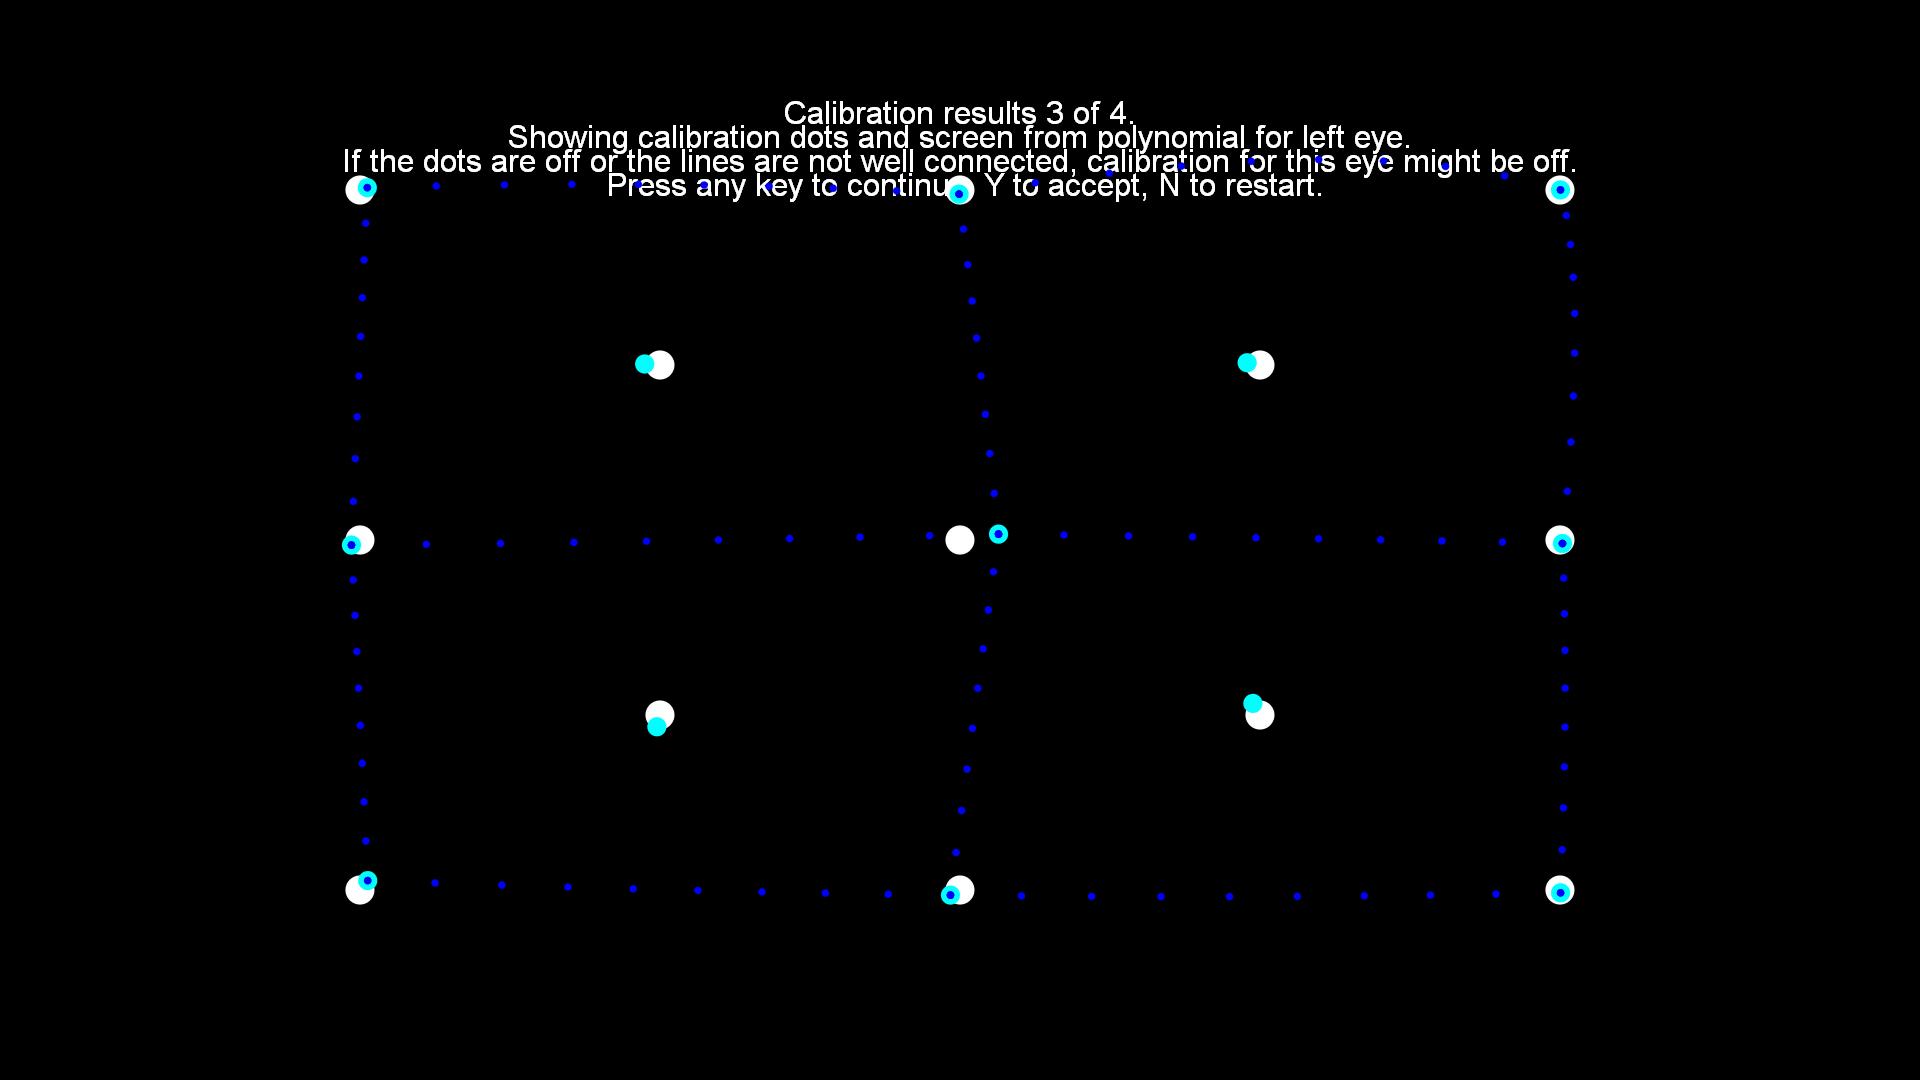 Calibration results 3 of 4.
Showing calibration dots and screen from polynomial for left eye.
If the dots are off or the lines are not well connected, calibration for this eye might be off.
Press any key to continue, Y to accept, N to restart.